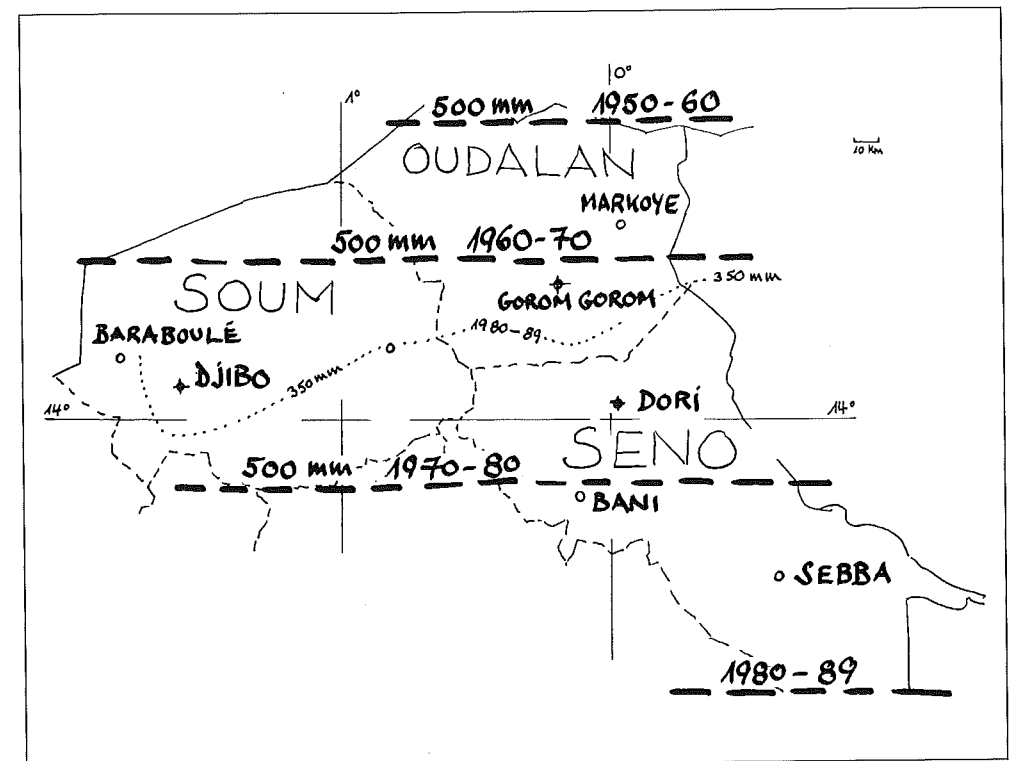 0°
1°
500 mm 1950-60
OUDALAN
10 Km
MARKOYE
500 mm 1960-70
350 mm
SOUM
GOROM GOROM
1980-89
BARABOULÉ
DJIBO
350 mm
DORI
14°
14°
SENO
500 mm 1970-80
BANI
SEBBA
1980-89